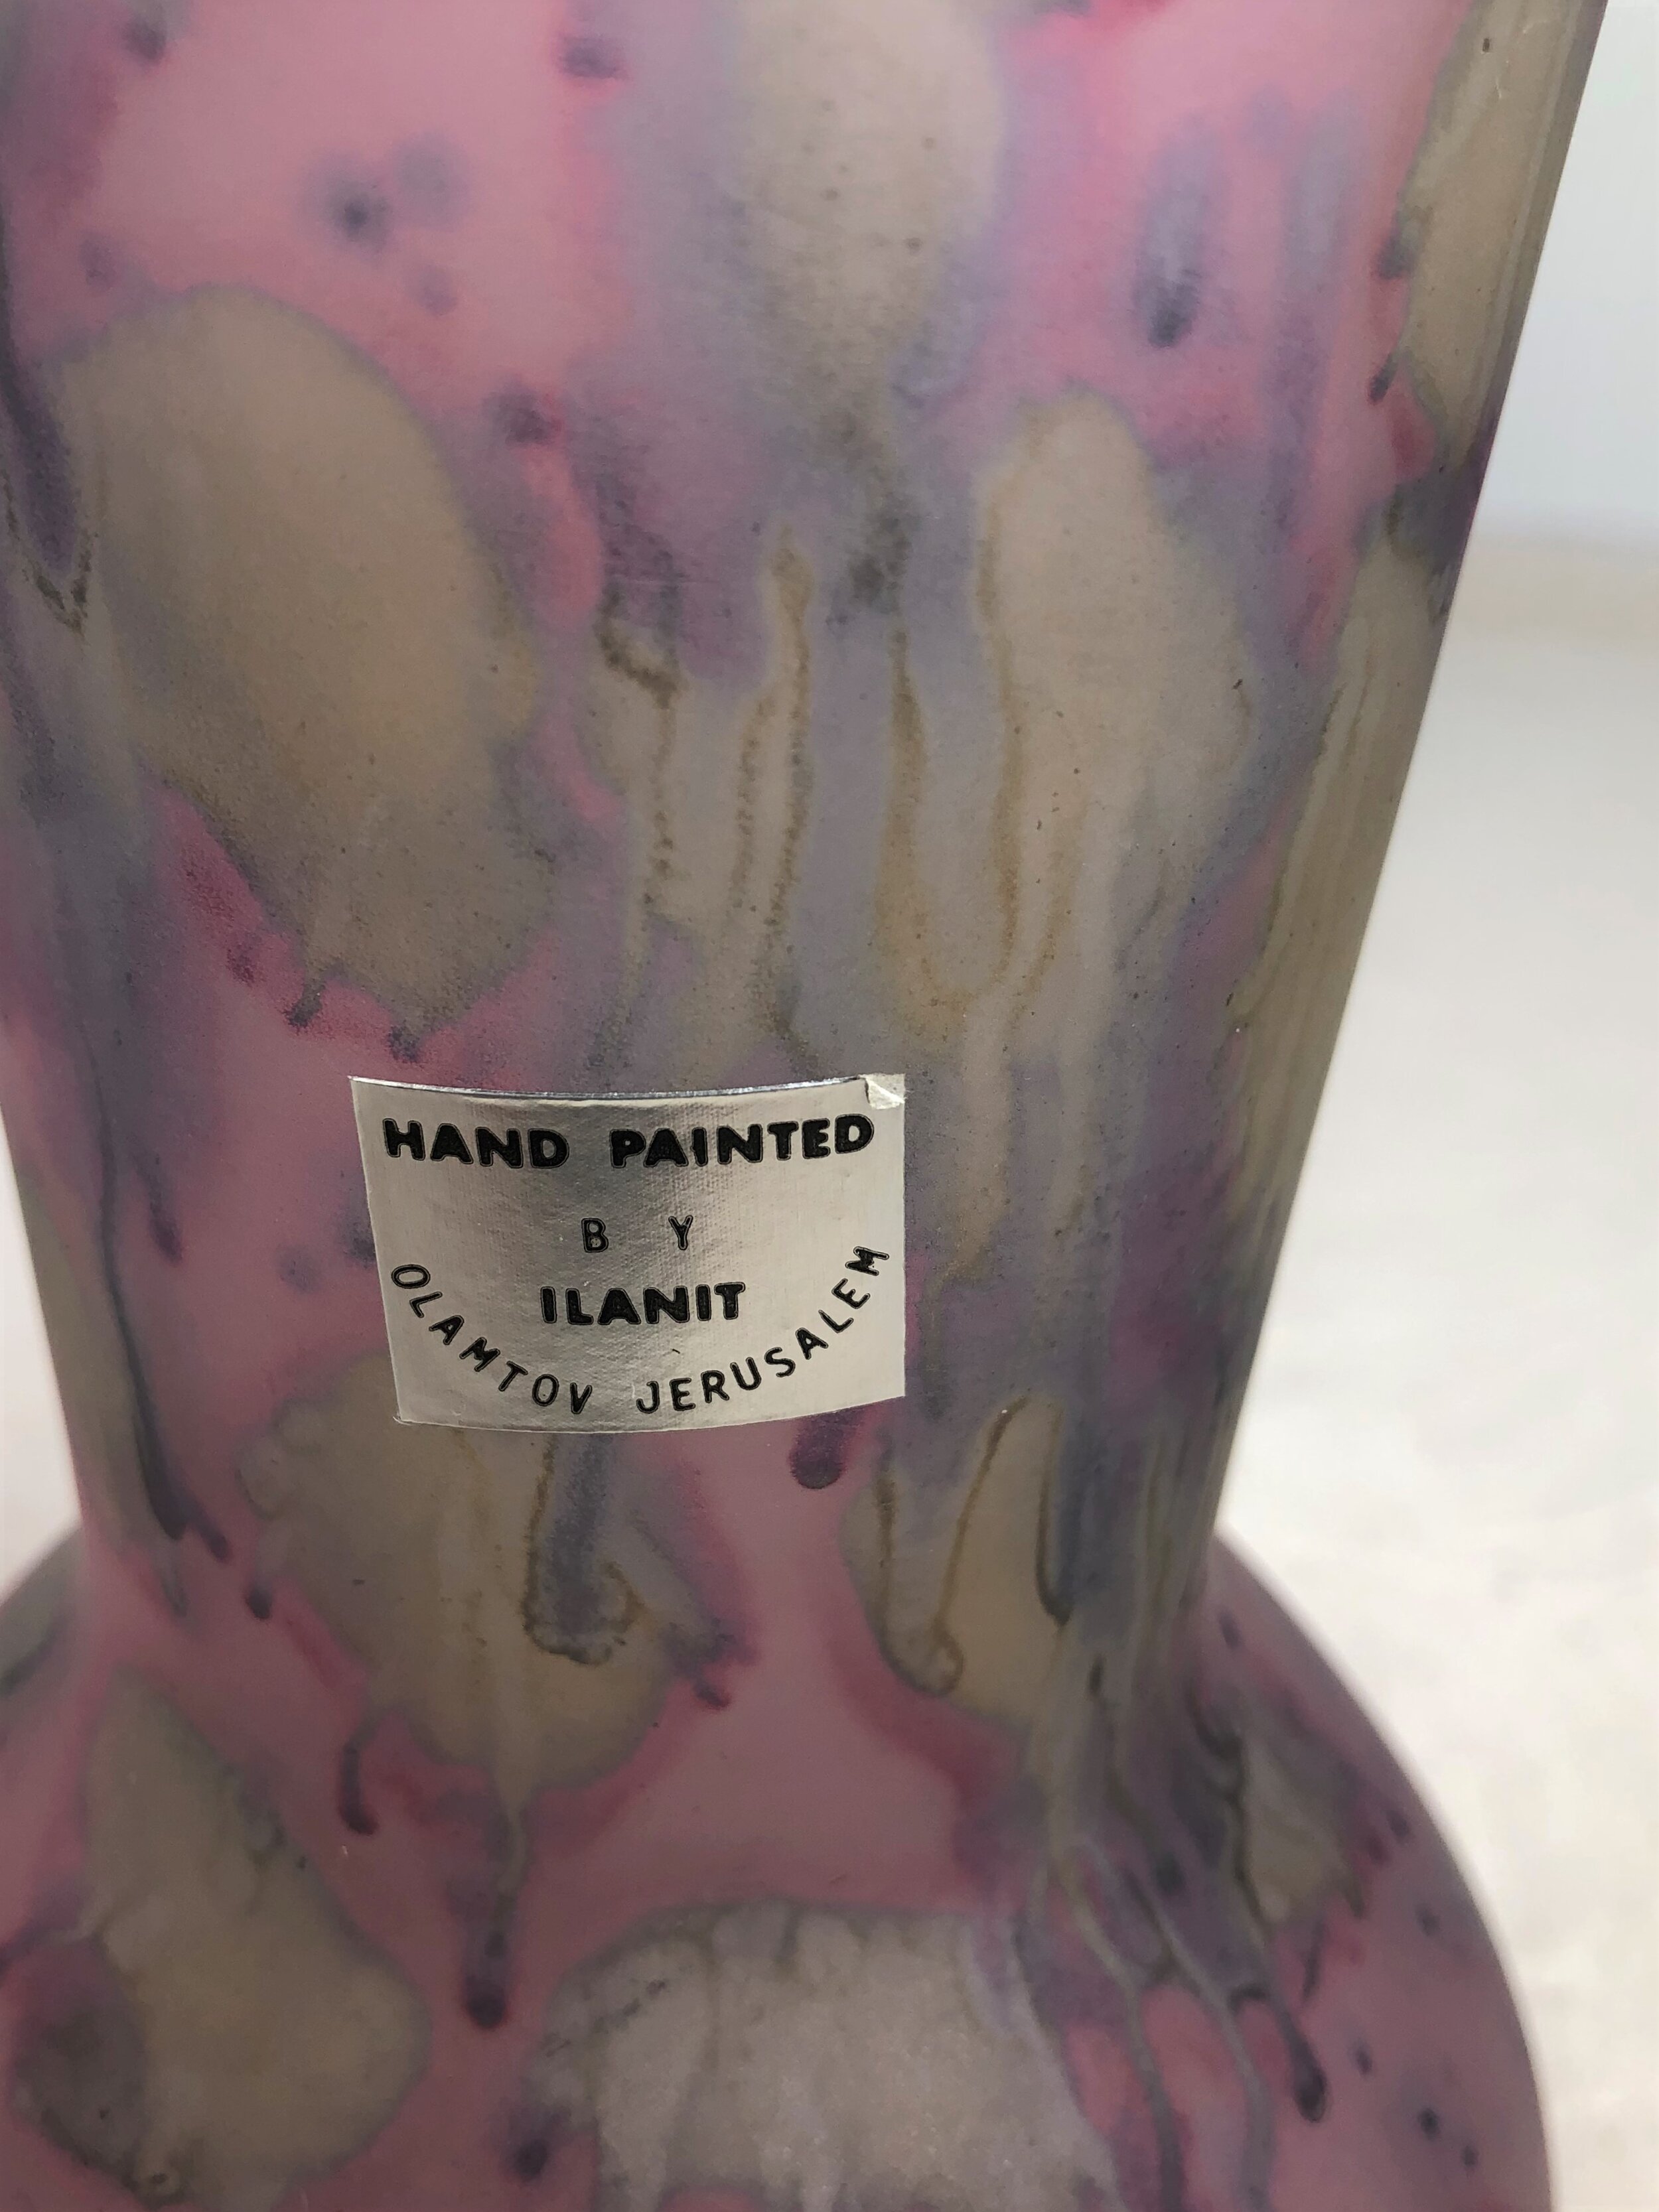 HAND PAINTED
BY
ILANIT
OLAMTOV JERUSALEM